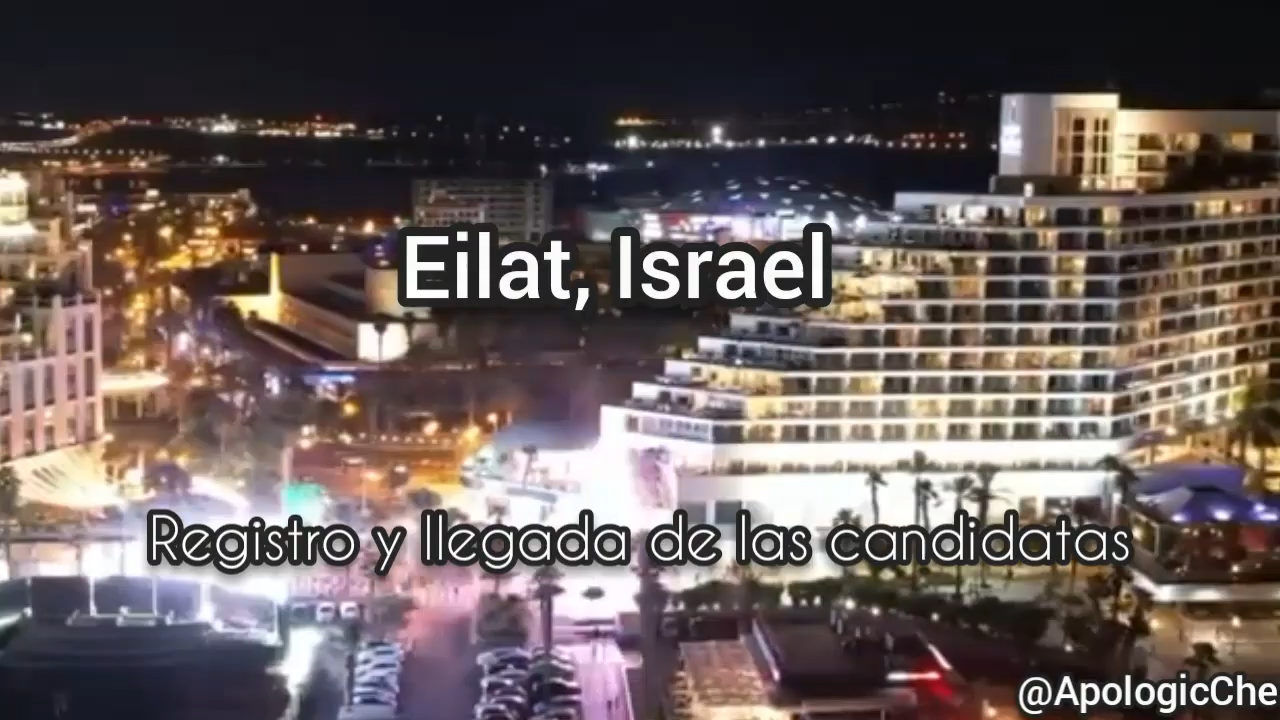 Eilat, Israel
Registro y llegada de las candidatas
@ApologicChe